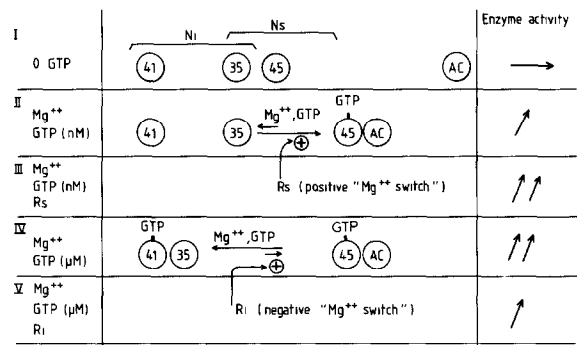 Ni Ns Enzyme activity
I
0 GTP 41 35 45 AC
II Mg++
GTP (nM) 41 35 Mg++,GTP GTP 45 AC
III Mg++
GTP (nM)
Rs
Rs (positive "Mg++ switch")
IV Mg++
GTP (μM) GTP 41 35 Mg++,GTP GTP 45 AC
V Mg++
GTP (μM)
Ri
Ri (negative "Mg++ switch")